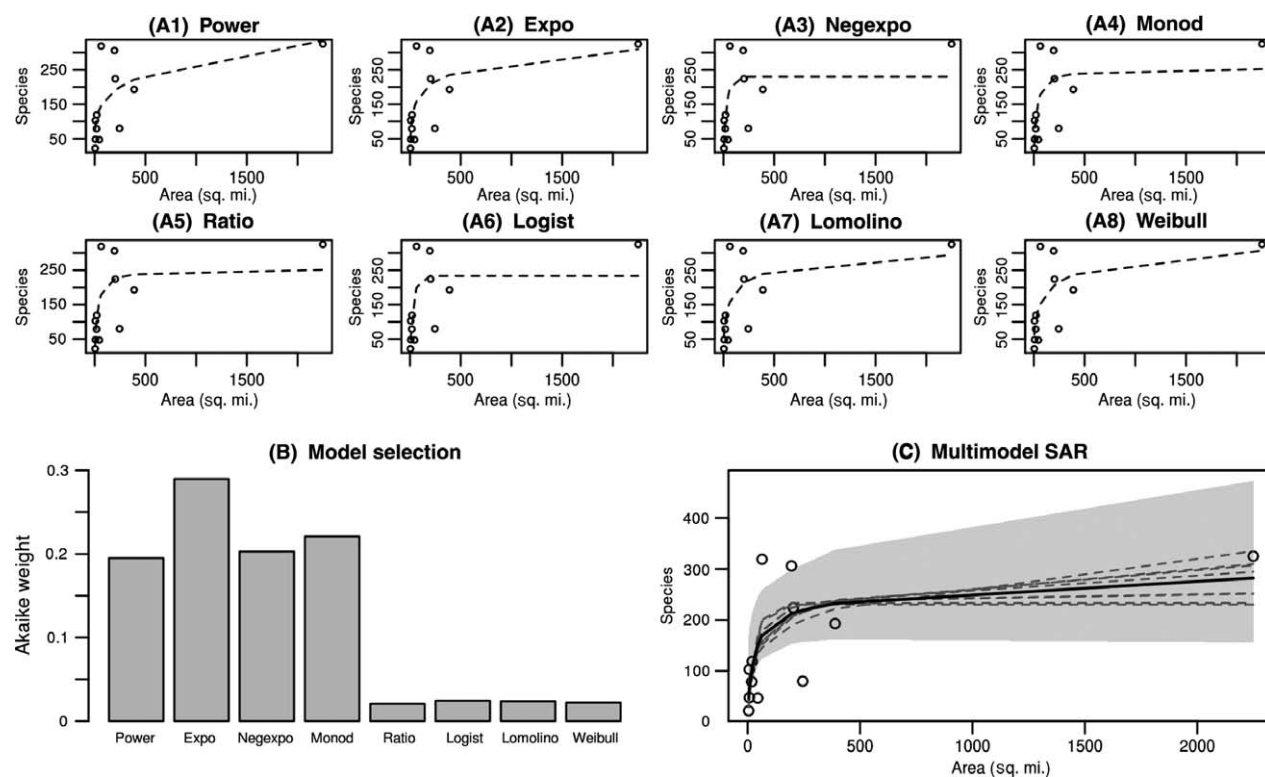 (A1) Power
(A2) Expo
(A3) Negexpo
(A4) Monod
Species
50
150
250
500
1500
Area (sq. mi.)
Species
50
150
250
500
1500
Area (sq. mi.)
Species
50
150
250
500
1500
Area (sq. mi.)
Species
50
150
250
500
1500
Area (sq. mi.)
(A5) Ratio
(A6) Logist
(A7) Lomolino
(A8) Weibull
Species
50
150
250
500
1500
Area (sq. mi.)
Species
50
150
250
500
1500
Area (sq. mi.)
Species
50
150
250
500
1500
Area (sq. mi.)
Species
50
150
250
500
1500
Area (sq. mi.)
(B) Model selection
Akaike weight
0.3
0.2
0.1
0
Power Expo Negexpo Monod Ratio Logist Lomolino Weibull
(C) Multimodel SAR
Species
400
300
200
100
0
0 500 1000 1500 2000
Area (sq. mi.)